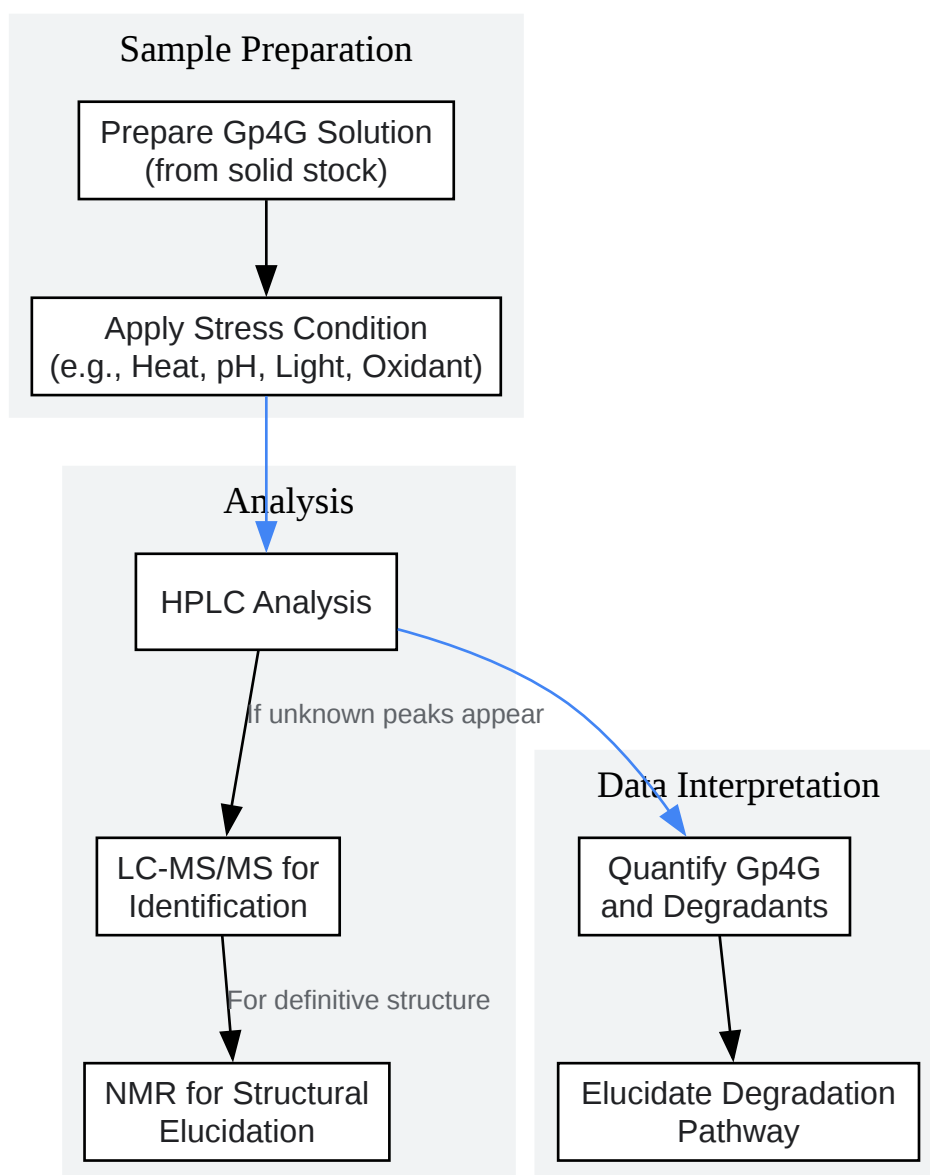 Sample Preparation
Prepare Gp4G Solution
(from solid stock)
Apply Stress Condition
(e.g., Heat, pH, Light, Oxidant)
Analysis
HPLC Analysis
If unknown peaks appear
LC-MS/MS for
Identification
For definitive structure
NMR for Structural
Elucidation
Data Interpretation
Quantify Gp4G
and Degradants
Elucidate Degradation
Pathway